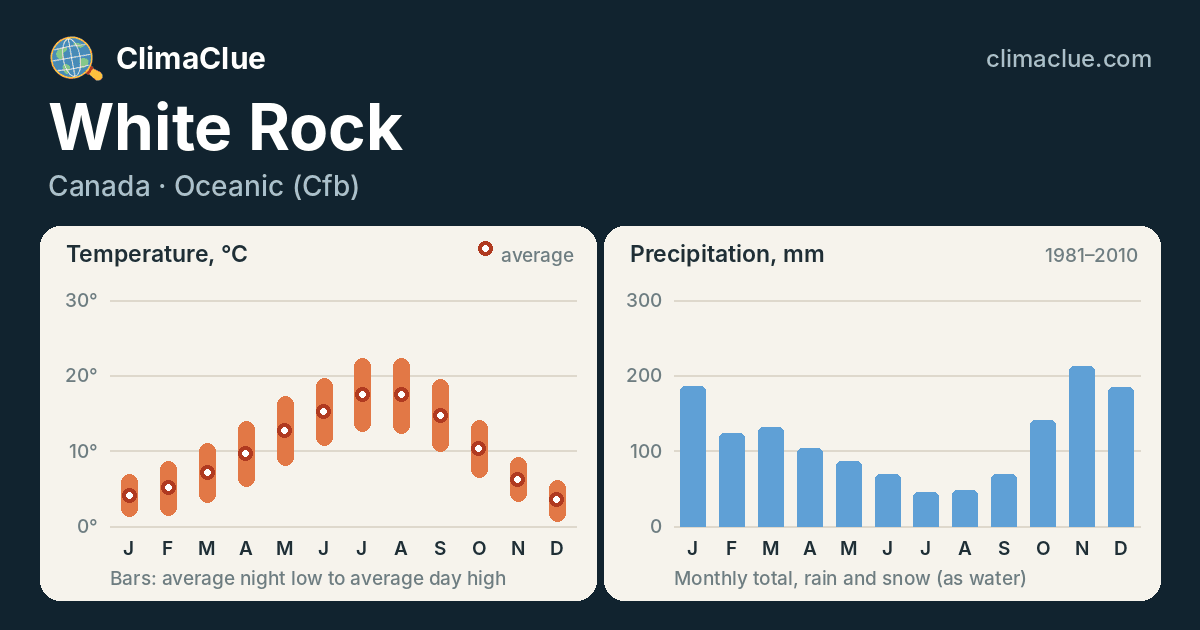 ClimaClue
climaclue.com
White Rock
Canada · Oceanic (Cfb)
Temperature, °C
average
30°
20°
10°
0°
J F M A M J J A S O N D
Bars: average night low to average day high
Precipitation, mm
1981–2010
300
200
100
0
J F M A M J J A S O N D
Monthly total, rain and snow (as water)